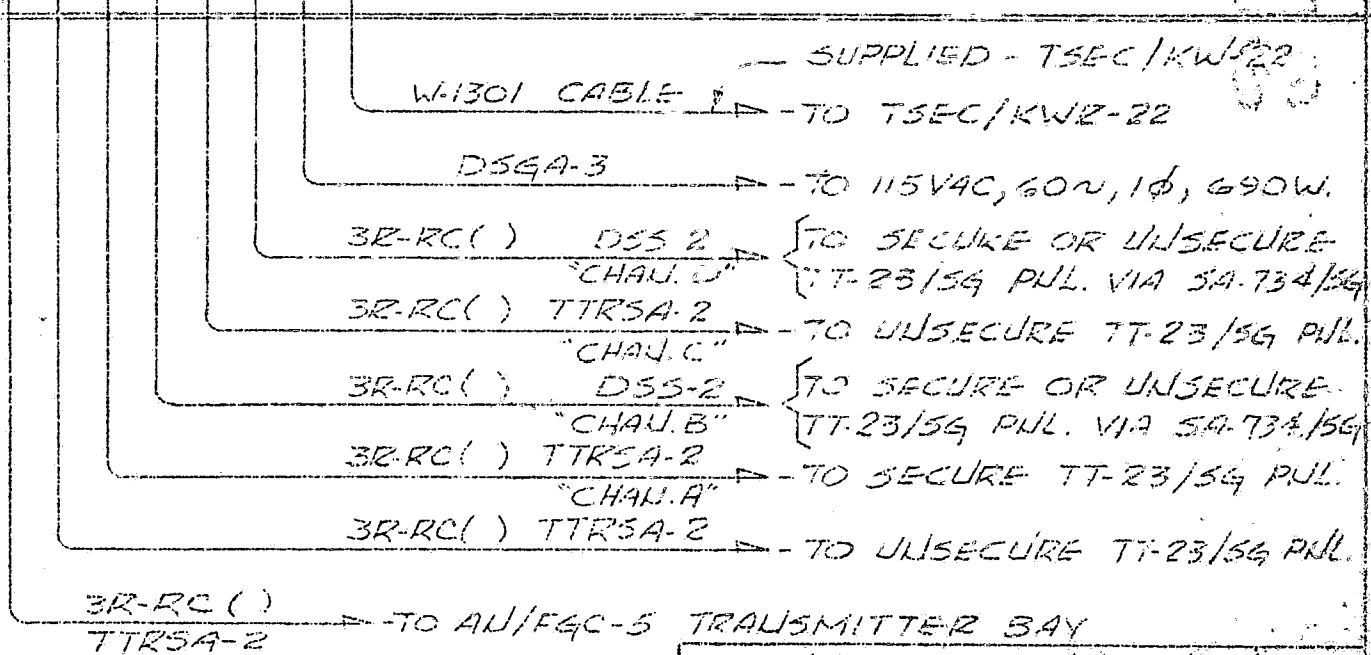 SUPPLIED - TSEC/KW-22
W-1301 CABLE
- TO TSEC/KWR-22
DSGA-3
- TO 115VAC, 60~, 1ϕ, 690W.
3R-RC( ) DSS-2
TO SECURE OR UNSECURE
"CHAN. D"
TT-23/SG PNL. VIA SA-734/SG
3R-RC( ) TTRSA-2
- TO UNSECURE TT-23/SG PNL.
"CHAN. C"
3R-RC( ) DSS-2
TO SECURE OR UNSECURE
"CHAN. B"
TT-23/SG PNL. VIA SA-734/SG
3R-RC( ) TTRSA-2
- TO SECURE TT-23/SG PNL.
"CHAN. A"
3R-RC( ) TTRSA-2
- TO UNSECURE TT-23/SG PNL.
3R-RC( )
- TO AN/FGC-5 TRANSMITTER BAY
TTRSA-2